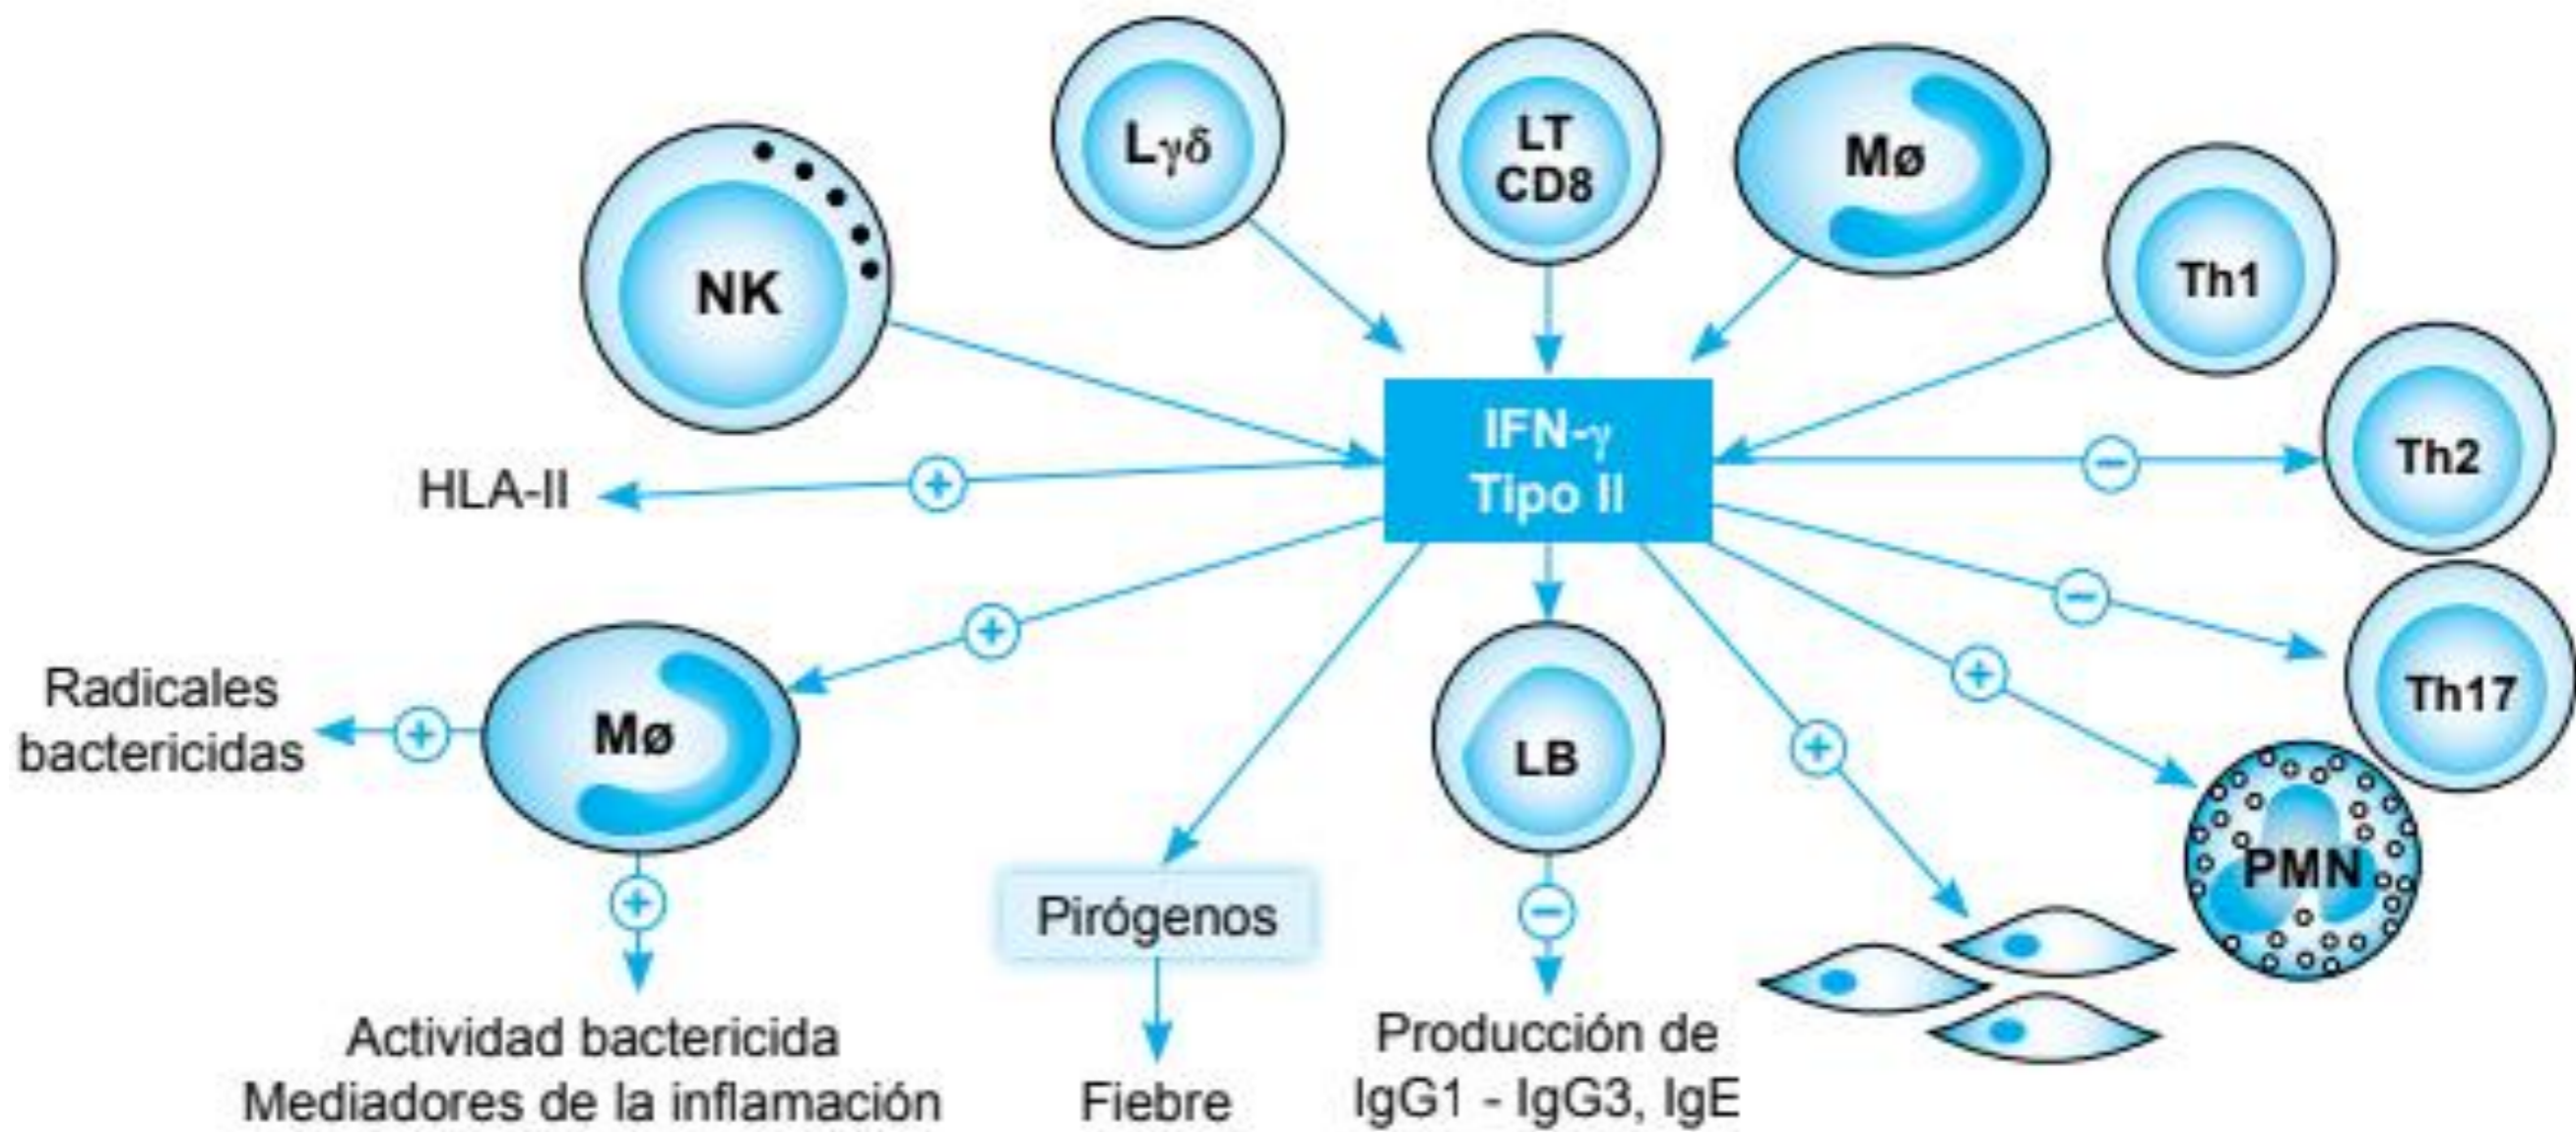 Lγδ
LT
CD8
Mø
NK
Th1
IFN-γ
Tipo II
Th2
HLA-II
+
−
−
+
+
Th17
Radicales
bactericidas
+
Mø
LB
+
+
PMN
Pirógenos
−
Actividad bactericida
Mediadores de la inflamación
Fiebre
Producción de
IgG1 - IgG3, IgE